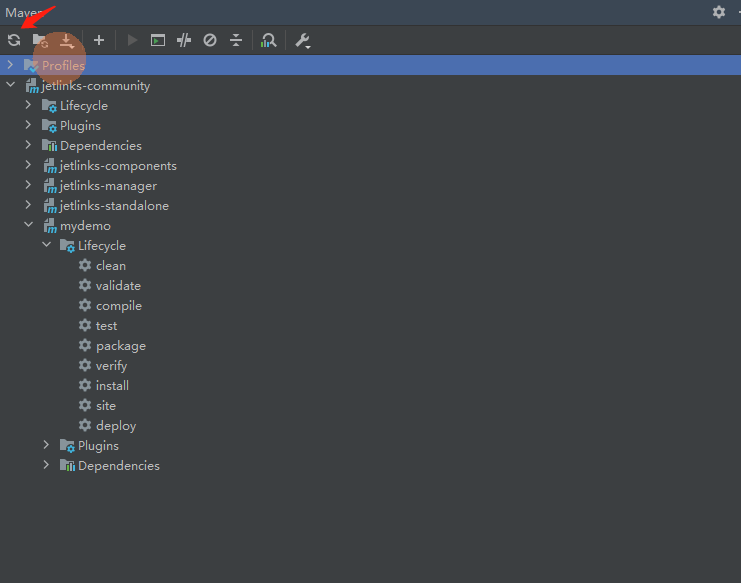 Maven
Profiles
jetlinks-community
Lifecycle
Plugins
Dependencies
jetlinks-components
jetlinks-manager
jetlinks-standalone
mydemo
Lifecycle
clean
validate
compile
test
package
verify
install
site
deploy
Plugins
Dependencies